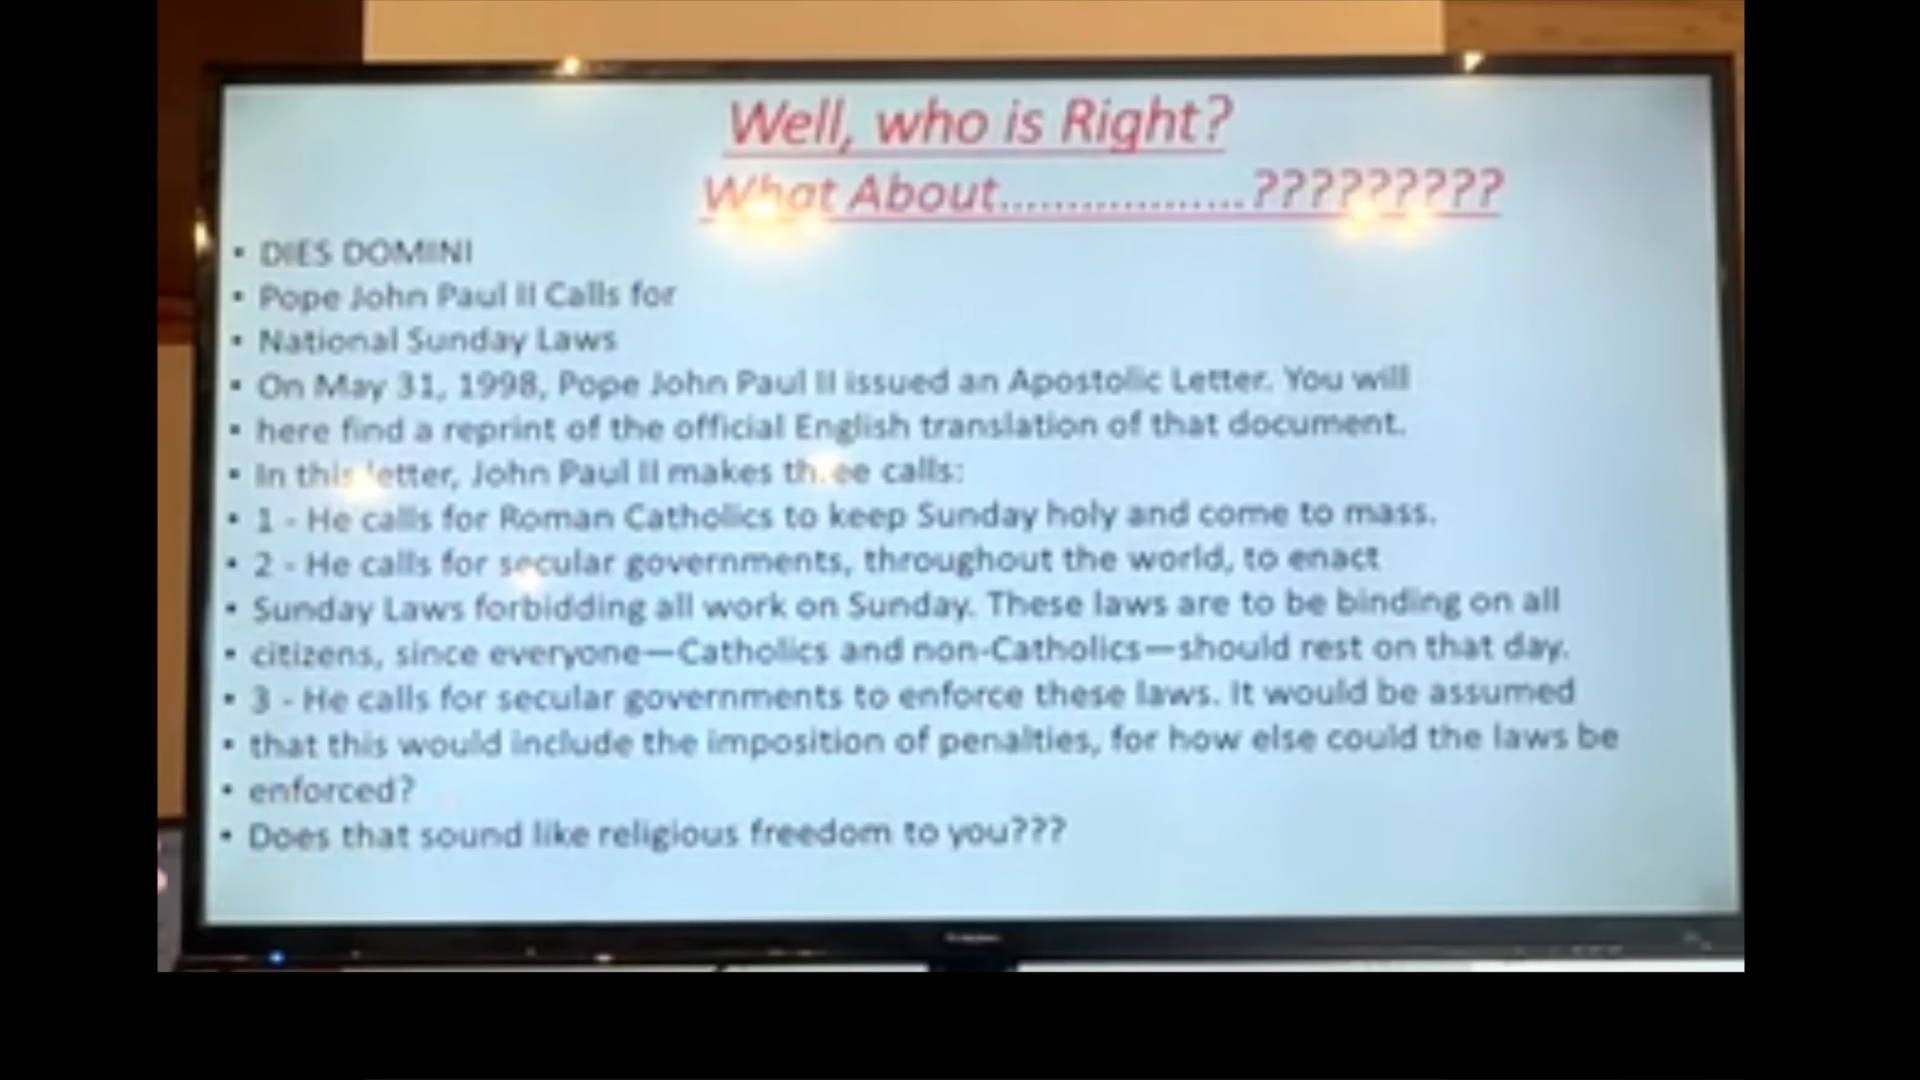 Well, who is Right?
What About..................?????????
• DIES DOMINI
• Pope John Paul II Calls for
• National Sunday Laws
• On May 31, 1998, Pope John Paul II issued an Apostolic Letter. You will
• here find a reprint of the official English translation of that document.
• In this letter, John Paul II makes three calls:
• 1 - He calls for Roman Catholics to keep Sunday holy and come to mass.
• 2 - He calls for secular governments, throughout the world, to enact
• Sunday Laws forbidding all work on Sunday. These laws are to be binding on all
• citizens, since everyone—Catholics and non-Catholics—should rest on that day.
• 3 - He calls for secular governments to enforce these laws. It would be assumed
• that this would include the imposition of penalties, for how else could the laws be
• enforced?
• Does that sound like religious freedom to you???